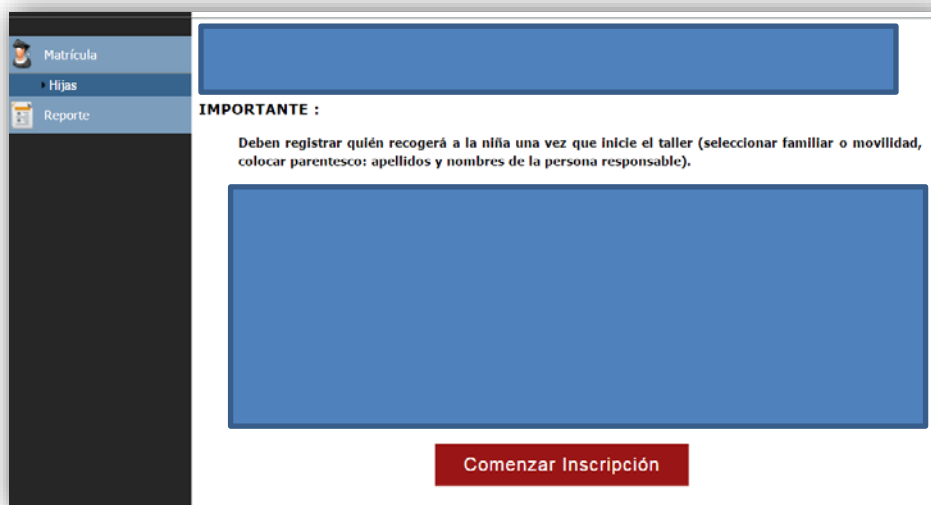 Matrícula
Hijas
Reporte
IMPORTANTE :
Deben registrar quién recogerá a la niña una vez que inicie el taller (seleccionar familiar o movilidad,
colocar parentesco: apellidos y nombres de la persona responsable).
Comenzar Inscripción